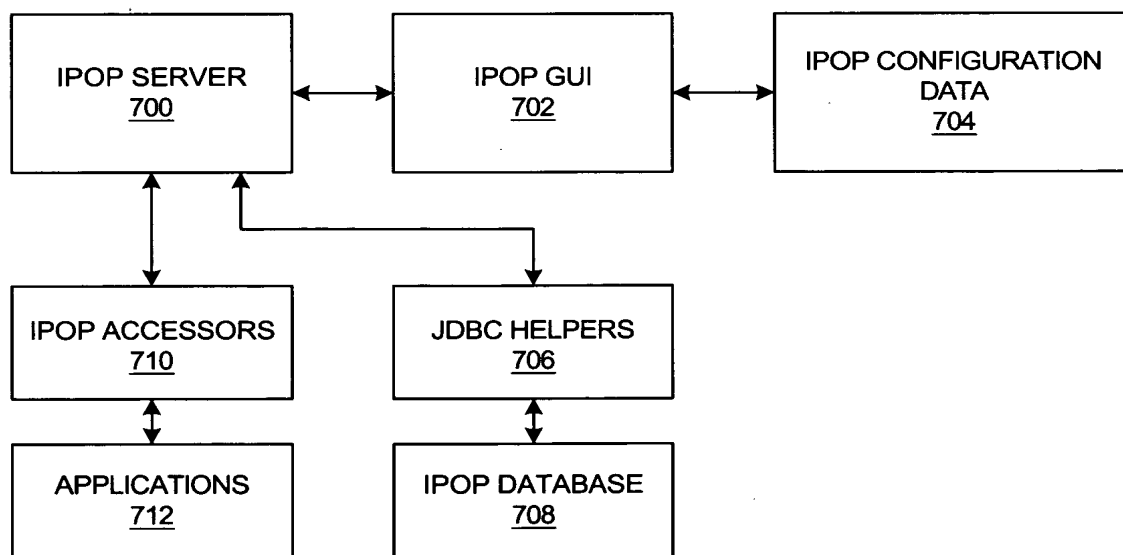 IPOP SERVER
700
IPOP GUI
702
IPOP CONFIGURATION
DATA
704
IPOP ACCESSORS
710
JDBC HELPERS
706
APPLICATIONS
712
IPOP DATABASE
708